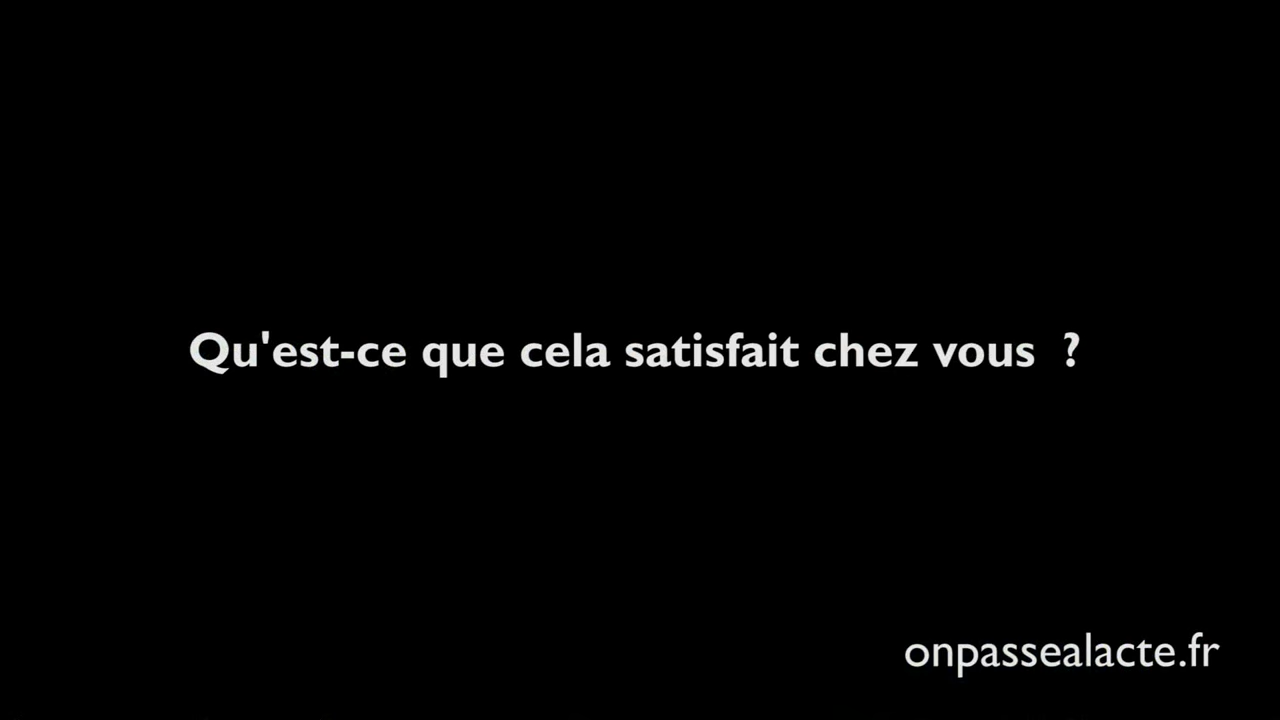 Qu'est-ce que cela satisfait chez vous  ?
onpassealacte.fr